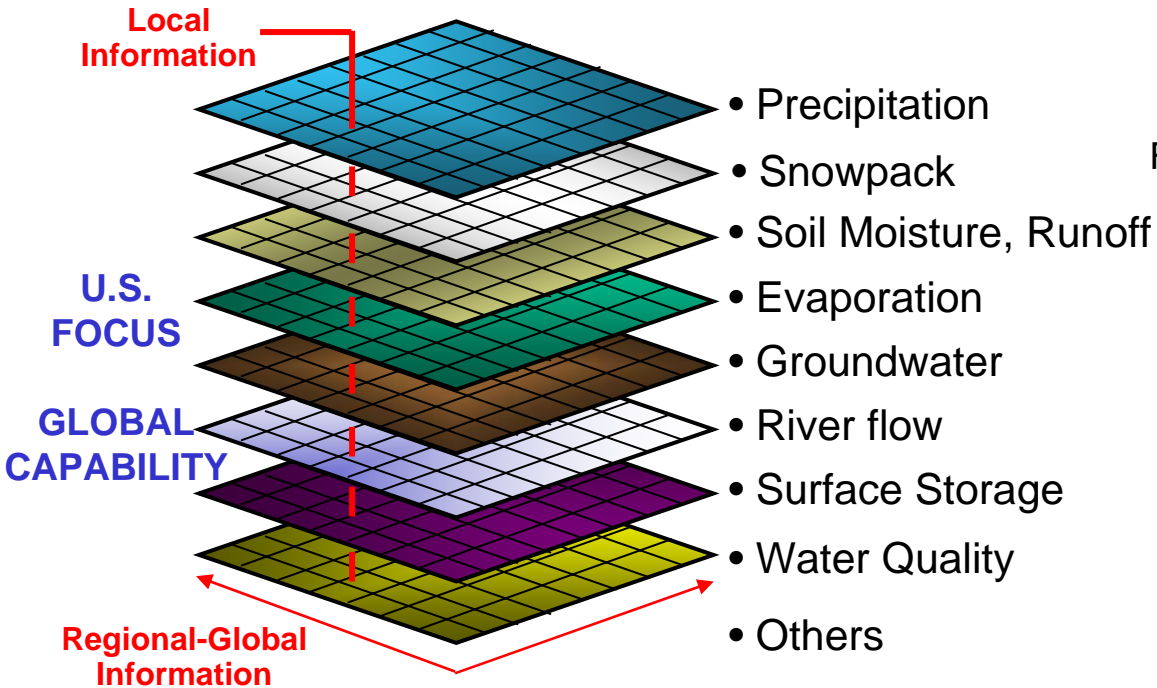 Local
Information
• Precipitation
• Snowpack
• Soil Moisture, Runoff
U.S.
FOCUS
• Evaporation
• Groundwater
GLOBAL
CAPABILITY
• River flow
• Surface Storage
• Water Quality
Regional-Global
Information
• Others